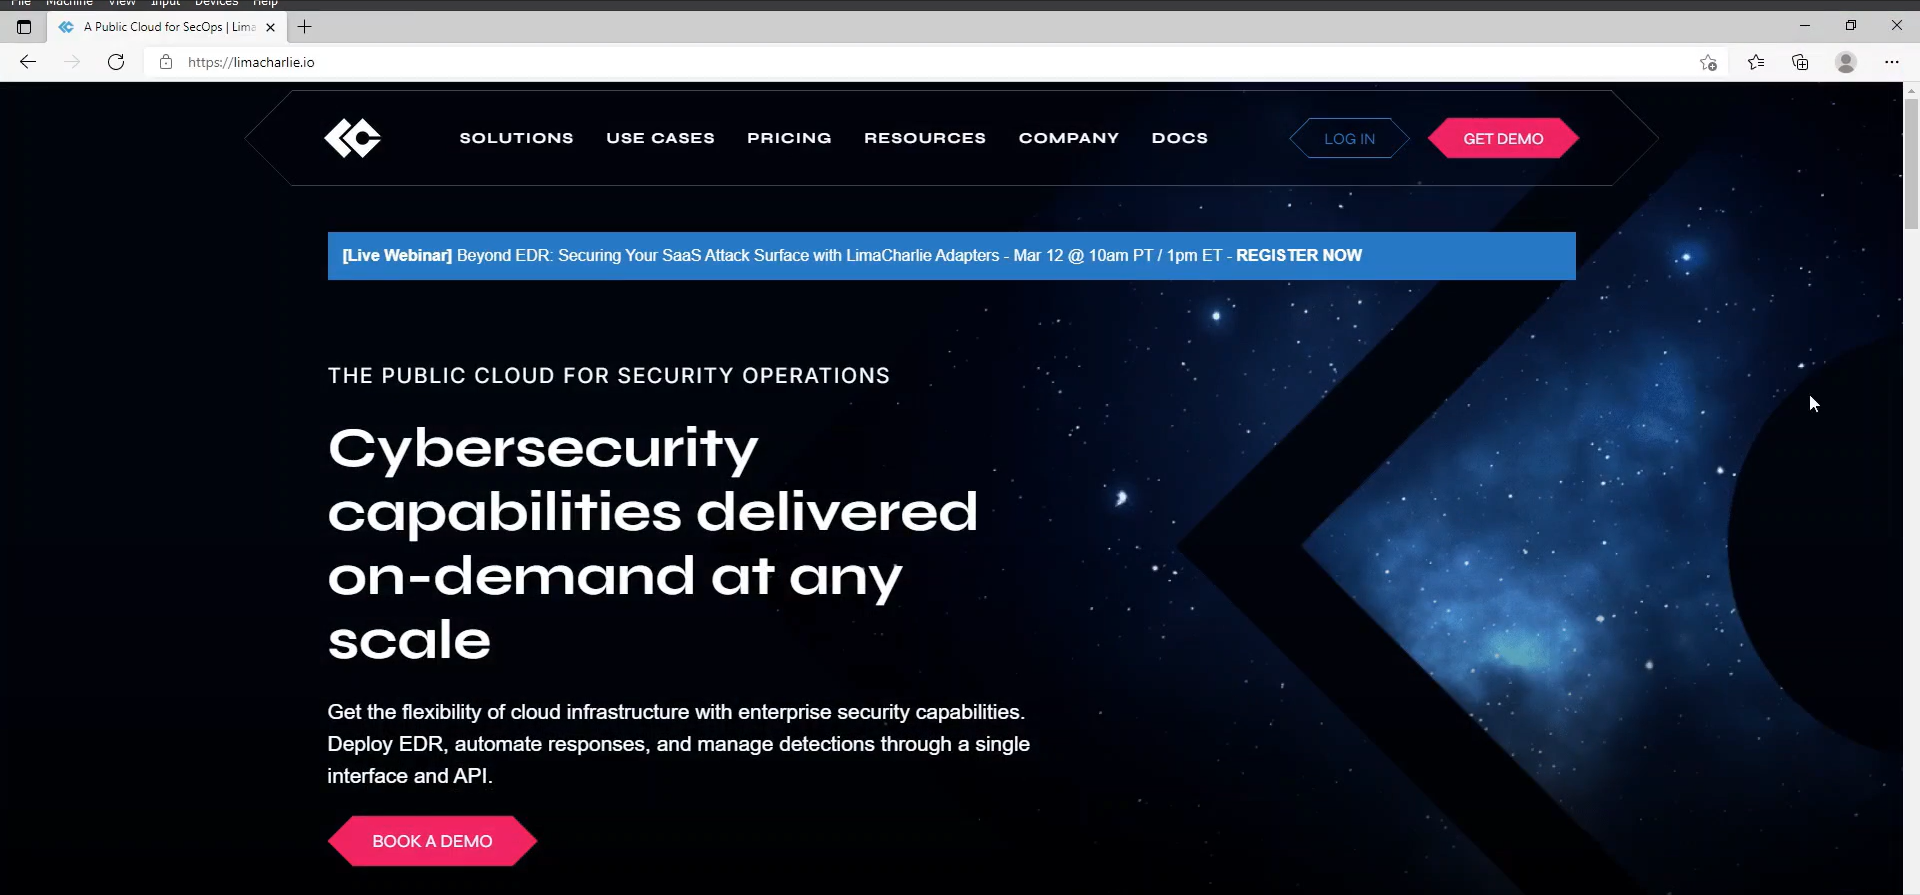 File Machine View Input Devices Help
A Public Cloud for SecOps | Lima
https://limacharlie.io
SOLUTIONS USE CASES PRICING RESOURCES COMPANY DOCS LOG IN GET DEMO
[Live Webinar] Beyond EDR: Securing Your SaaS Attack Surface with LimaCharlie Adapters - Mar 12 @ 10am PT / 1pm ET - REGISTER NOW
THE PUBLIC CLOUD FOR SECURITY OPERATIONS
Cybersecurity
capabilities delivered
on-demand at any
scale
Get the flexibility of cloud infrastructure with enterprise security capabilities.
Deploy EDR, automate responses, and manage detections through a single
interface and API.
BOOK A DEMO